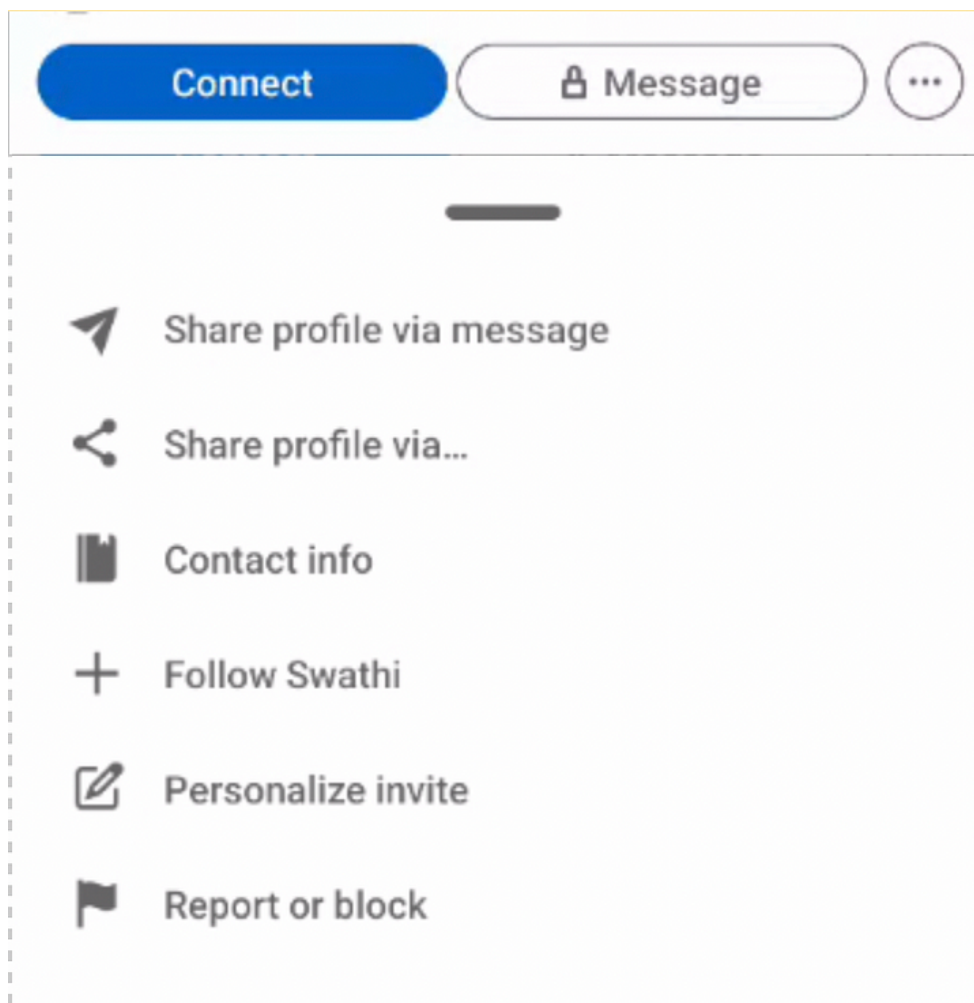 Connect
Message
Share profile via message
Share profile via...
Contact info
Follow Swathi
Personalize invite
Report or block